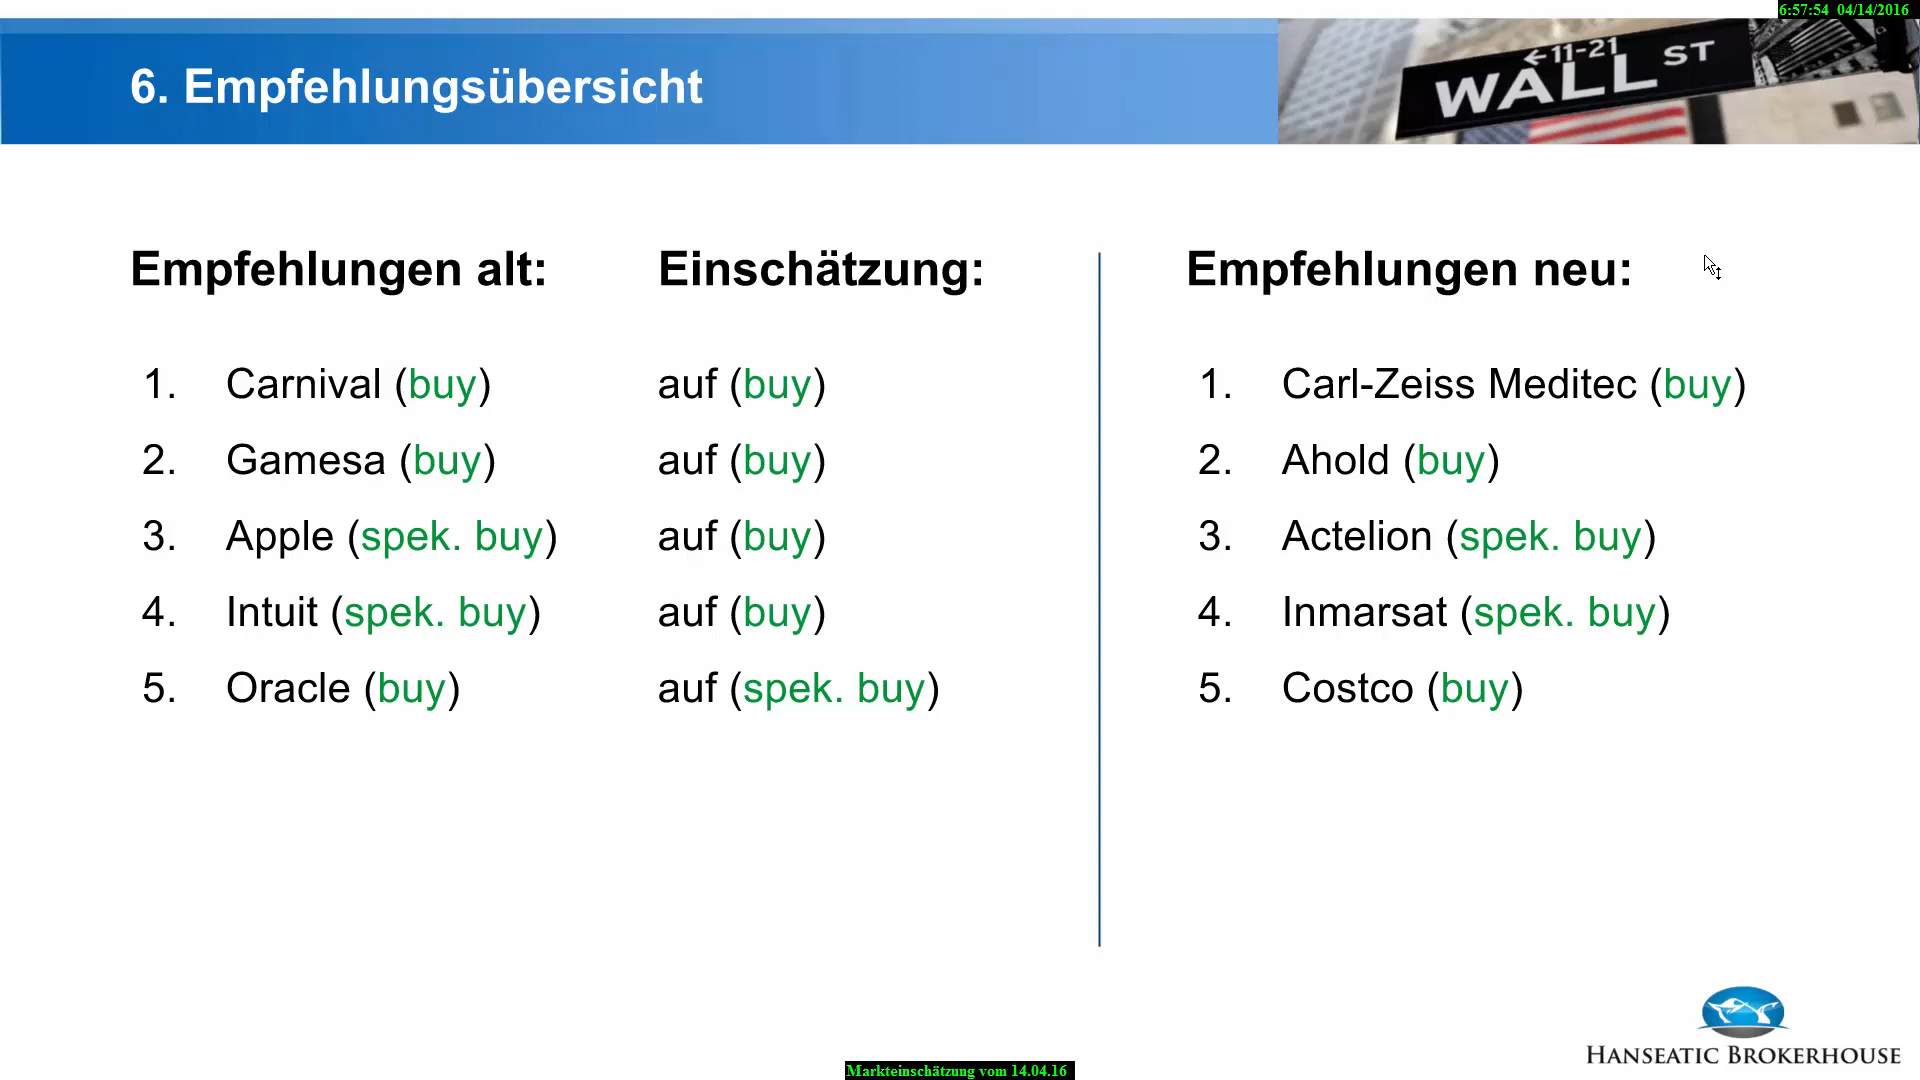 6:57:54 04/14/2016
←11-21
WALL ST
6. Empfehlungsübersicht
Empfehlungen alt:
1. Carnival (buy)
2. Gamesa (buy)
3. Apple (spek. buy)
4. Intuit (spek. buy)
5. Oracle (buy)
Einschätzung:
auf (buy)
auf (buy)
auf (buy)
auf (buy)
auf (spek. buy)
Empfehlungen neu:
1. Carl-Zeiss Meditec (buy)
2. Ahold (buy)
3. Actelion (spek. buy)
4. Inmarsat (spek. buy)
5. Costco (buy)
HANSEATIC BROKERHOUSE
Markteinschätzung vom 14.04.16